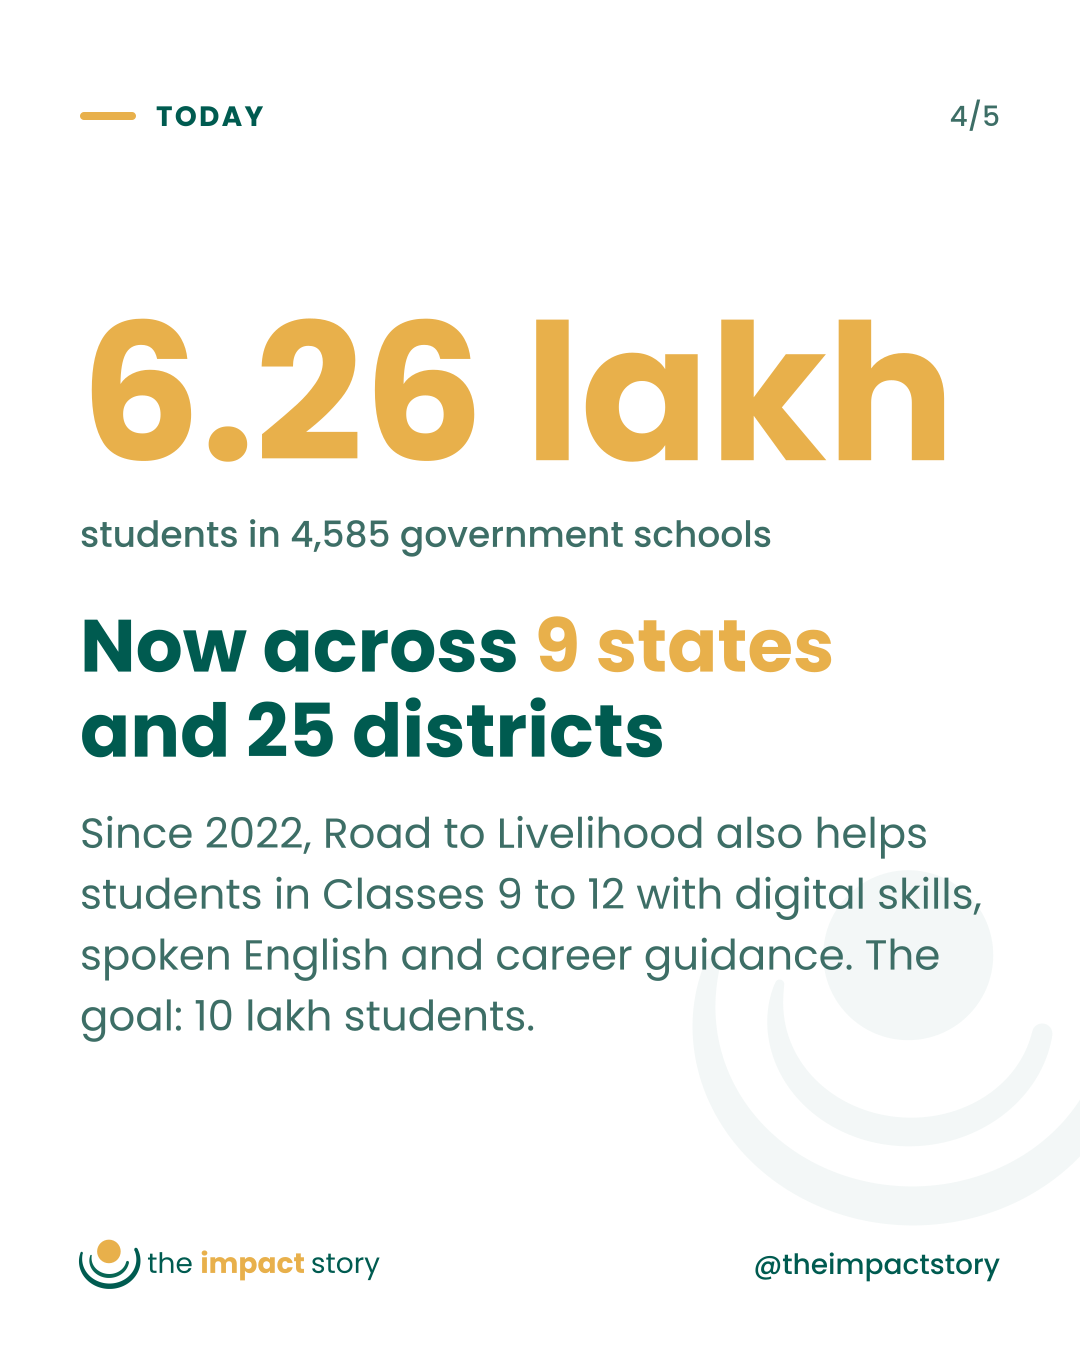 TODAY
4/5
6.26 lakh
students in 4,585 government schools
Now across 9 states
and 25 districts
Since 2022, Road to Livelihood also helps
students in Classes 9 to 12 with digital skills,
spoken English and career guidance. The
goal: 10 lakh students.
the impact story
@theimpactstory